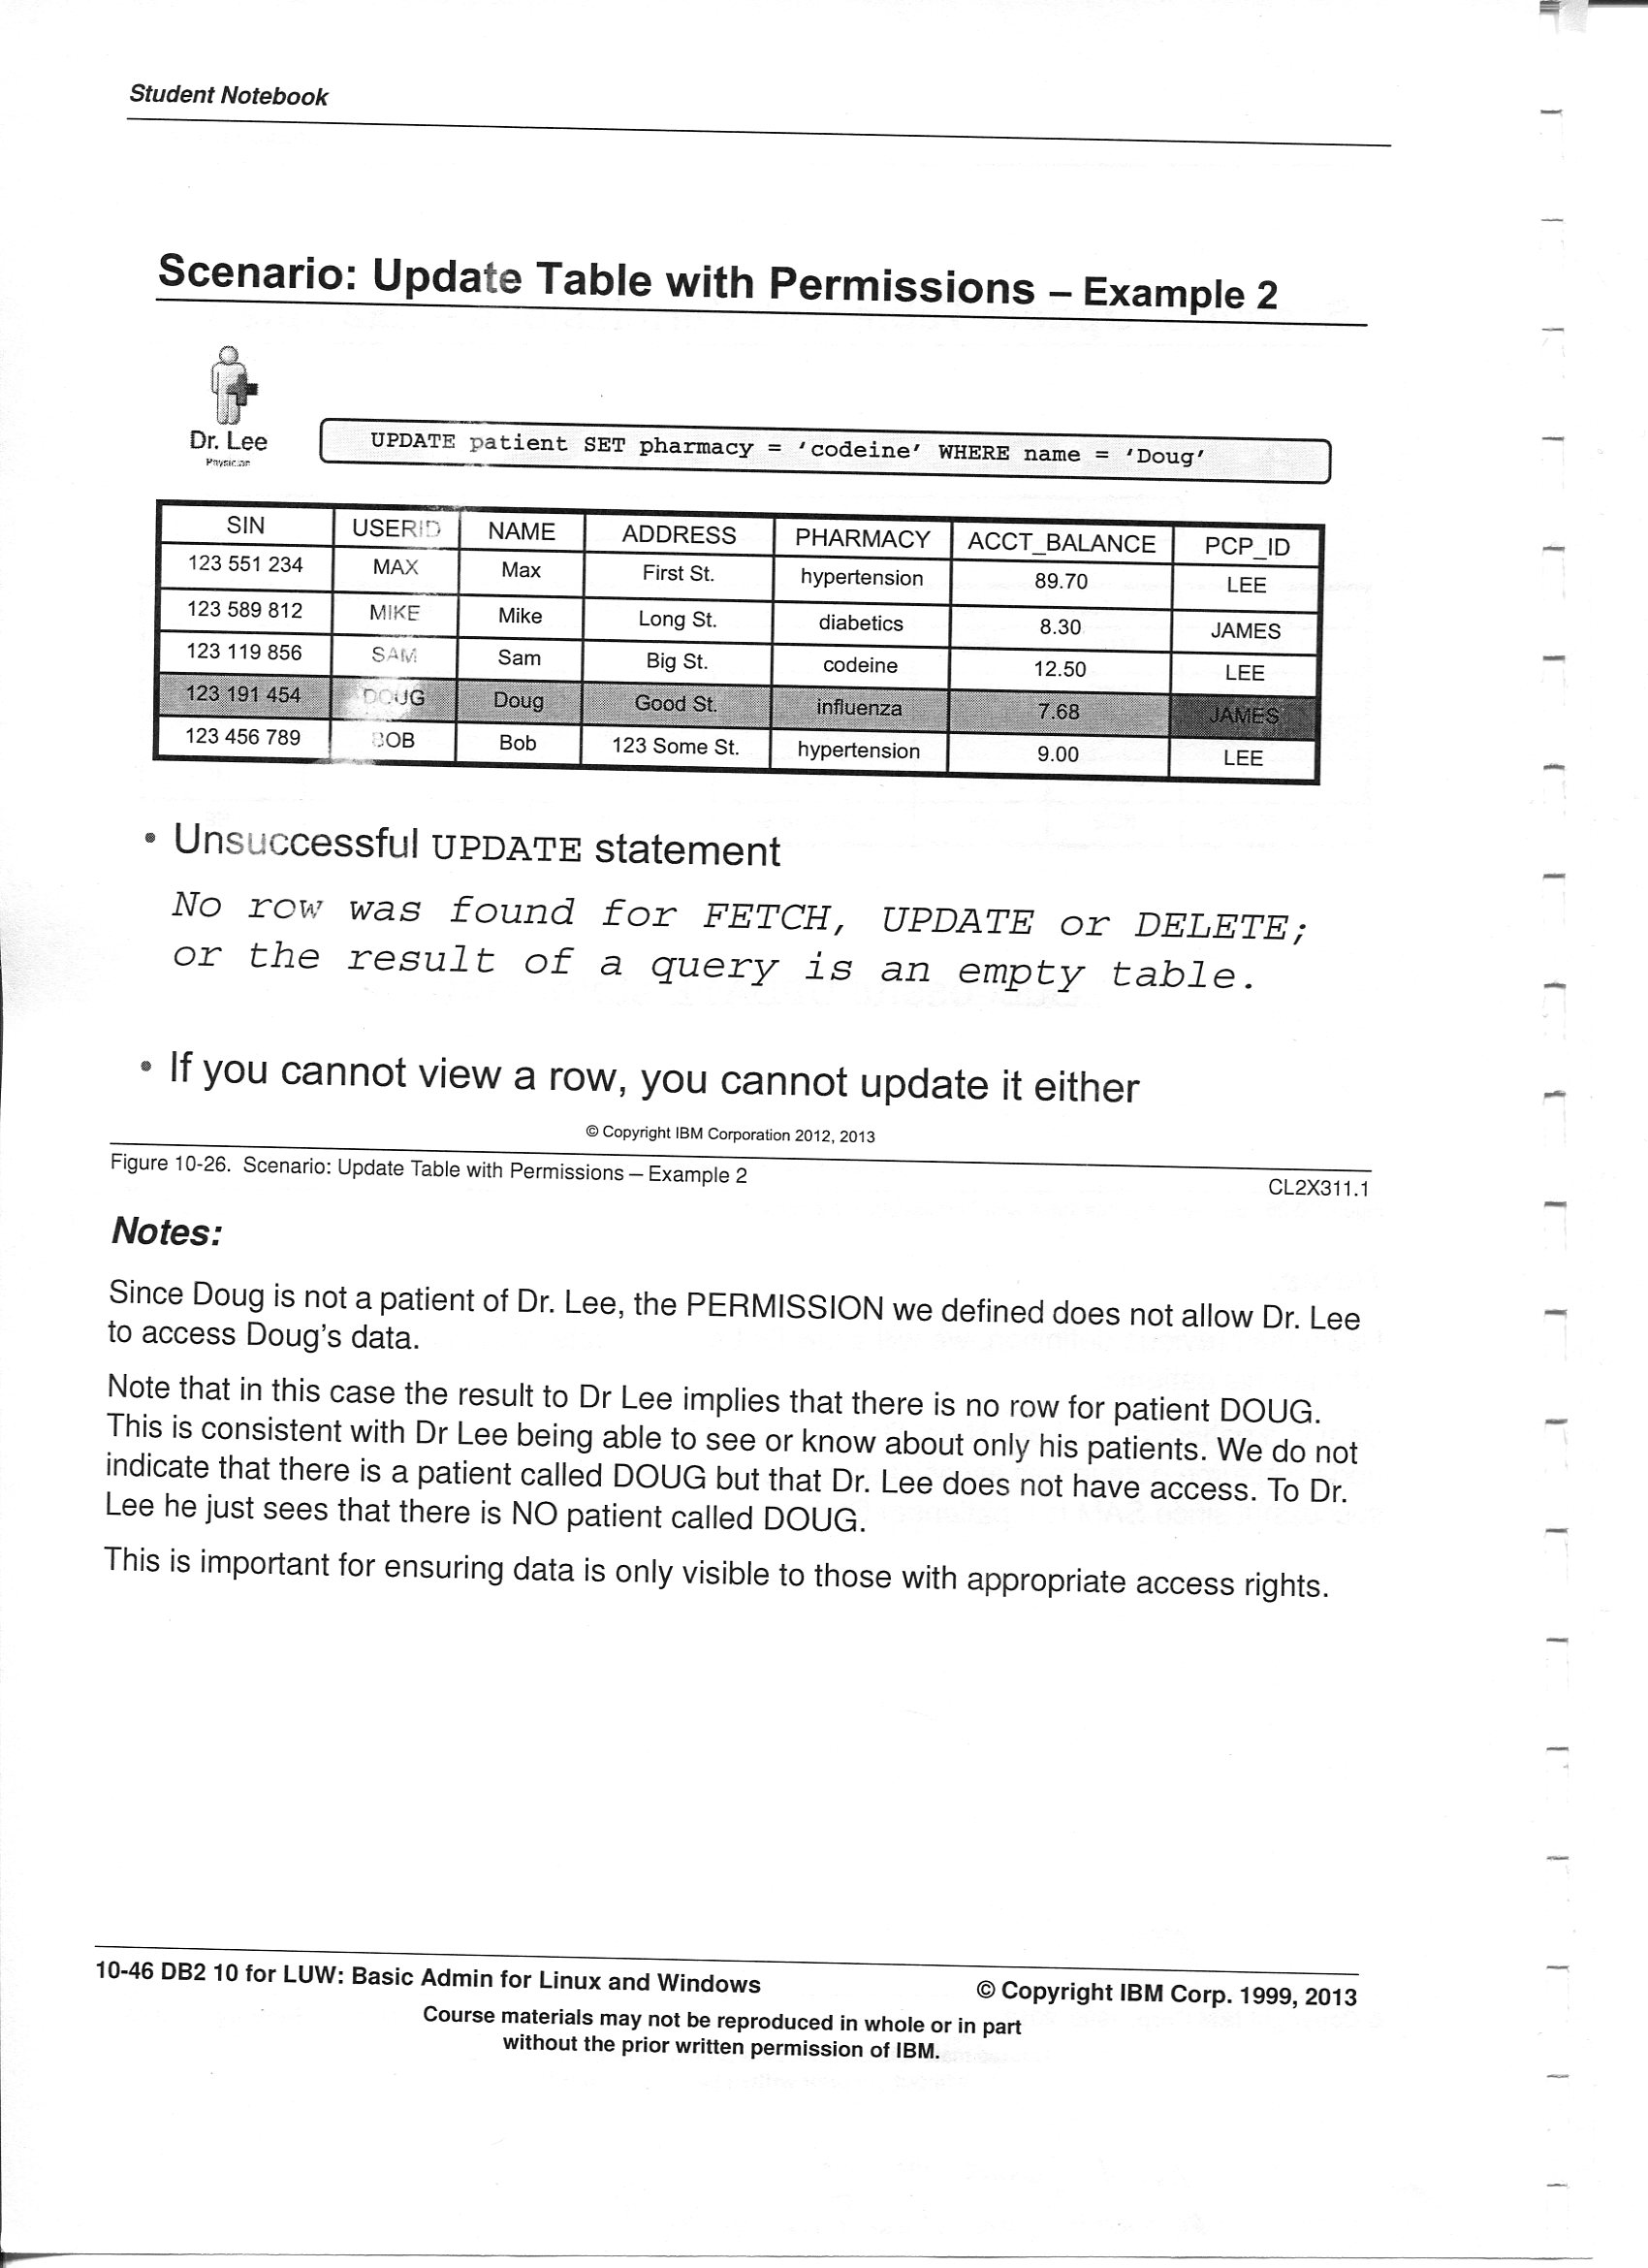 Student Notebook
Scenario: Update Table with Permissions – Example 2
Dr. Lee
Physician
UPDATE patient SET pharmacy = 'codeine' WHERE name = 'Doug'
SIN USERID NAME ADDRESS PHARMACY ACCT_BALANCE PCP_ID
123 551 234 MAX Max First St. hypertension 89.70 LEE
123 589 812 MIKE Mike Long St. diabetics 8.30 JAMES
123 119 856 SAM Sam Big St. codeine 12.50 LEE
123 191 454 DOUG Doug Good St. influenza 7.68 JAMES
123 456 789 BOB Bob 123 Some St. hypertension 9.00 LEE
• Unsuccessful UPDATE statement
No row was found for FETCH, UPDATE or DELETE;
or the result of a query is an empty table.
• If you cannot view a row, you cannot update it either
© Copyright IBM Corporation 2012, 2013
Figure 10-26. Scenario: Update Table with Permissions – Example 2 CL2X311.1
Notes:
Since Doug is not a patient of Dr. Lee, the PERMISSION we defined does not allow Dr. Lee
to access Doug's data.
Note that in this case the result to Dr Lee implies that there is no row for patient DOUG.
This is consistent with Dr Lee being able to see or know about only his patients. We do not
indicate that there is a patient called DOUG but that Dr. Lee does not have access. To Dr.
Lee he just sees that there is NO patient called DOUG.
This is important for ensuring data is only visible to those with appropriate access rights.
10-46 DB2 10 for LUW: Basic Admin for Linux and Windows © Copyright IBM Corp. 1999, 2013
Course materials may not be reproduced in whole or in part
without the prior written permission of IBM.